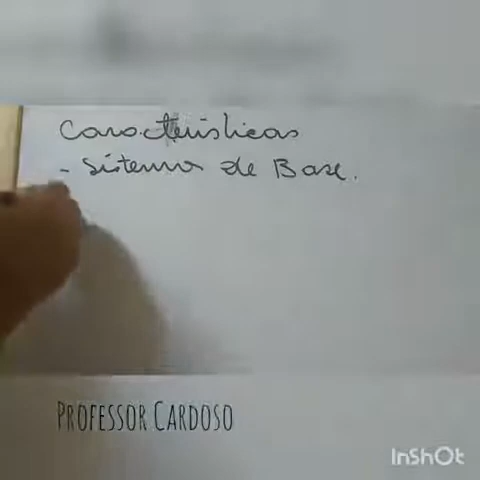 Características
- Sistema de Base.
PROFESSOR CARDOSO
InShOt